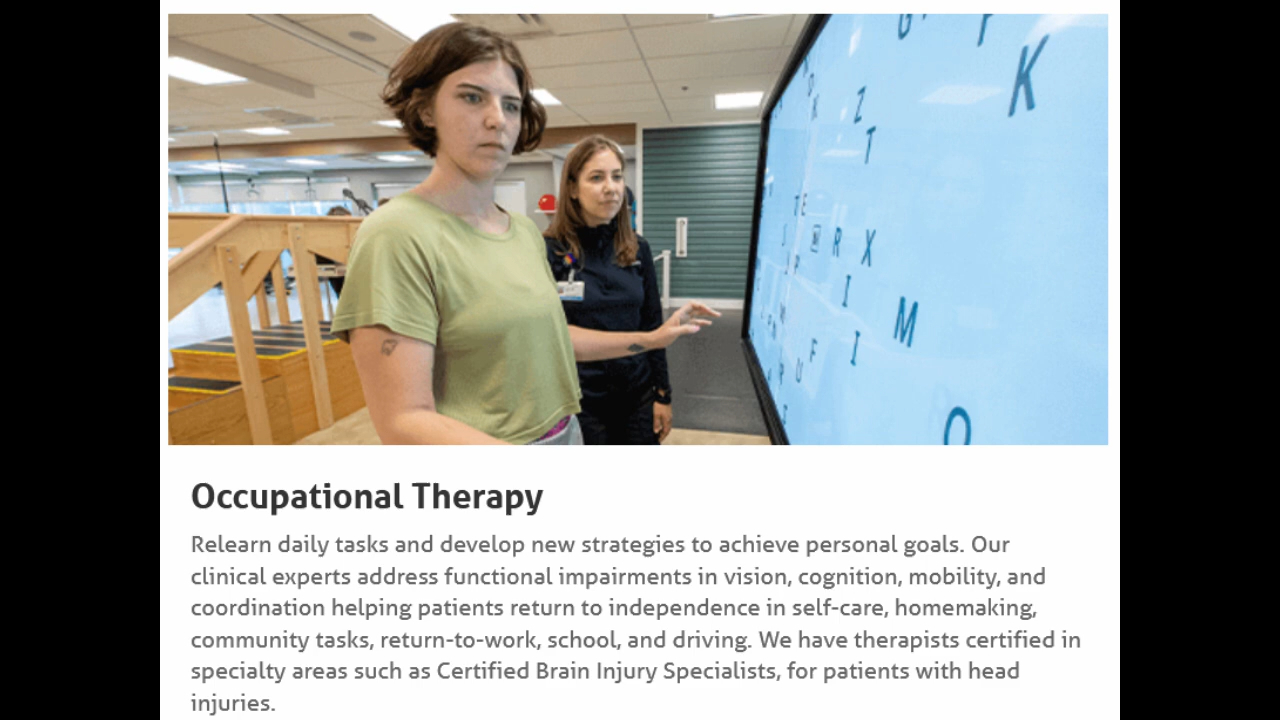 G
K
Z
T
T E
R X
I
M
F
I
U
O
Occupational Therapy
Relearn daily tasks and develop new strategies to achieve personal goals. Our
clinical experts address functional impairments in vision, cognition, mobility, and
coordination helping patients return to independence in self-care, homemaking,
community tasks, return-to-work, school, and driving. We have therapists certified in
specialty areas such as Certified Brain Injury Specialists, for patients with head
injuries.